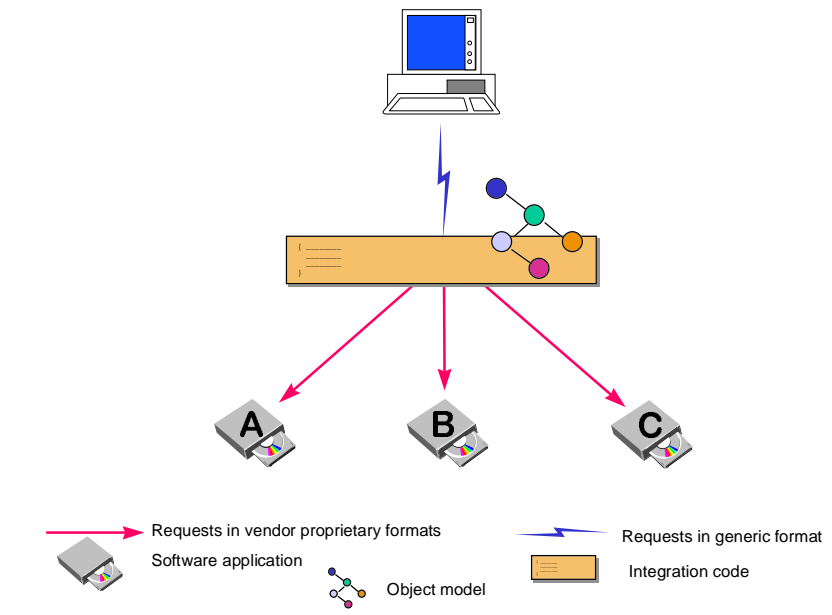 {
}
A
B
C
Requests in vendor proprietary formats
Requests in generic format
Software application
Integration code
Object model